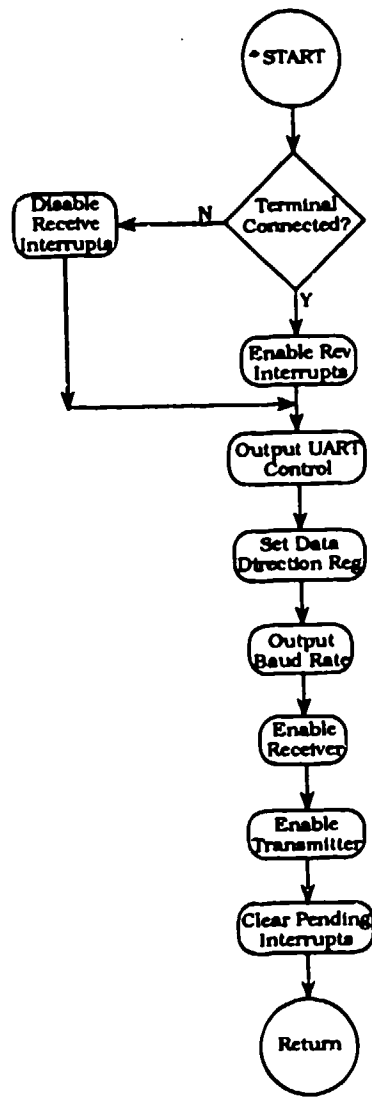 START
Terminal
Connected?
N
Disable
Receive
Interrupts
Y
Enable Rev
Interrupts
Output UART
Control
Set Data
Direction Reg
Output
Baud Rate
Enable
Receiver
Enable
Transmitter
Clear Pending
Interrupts
Return